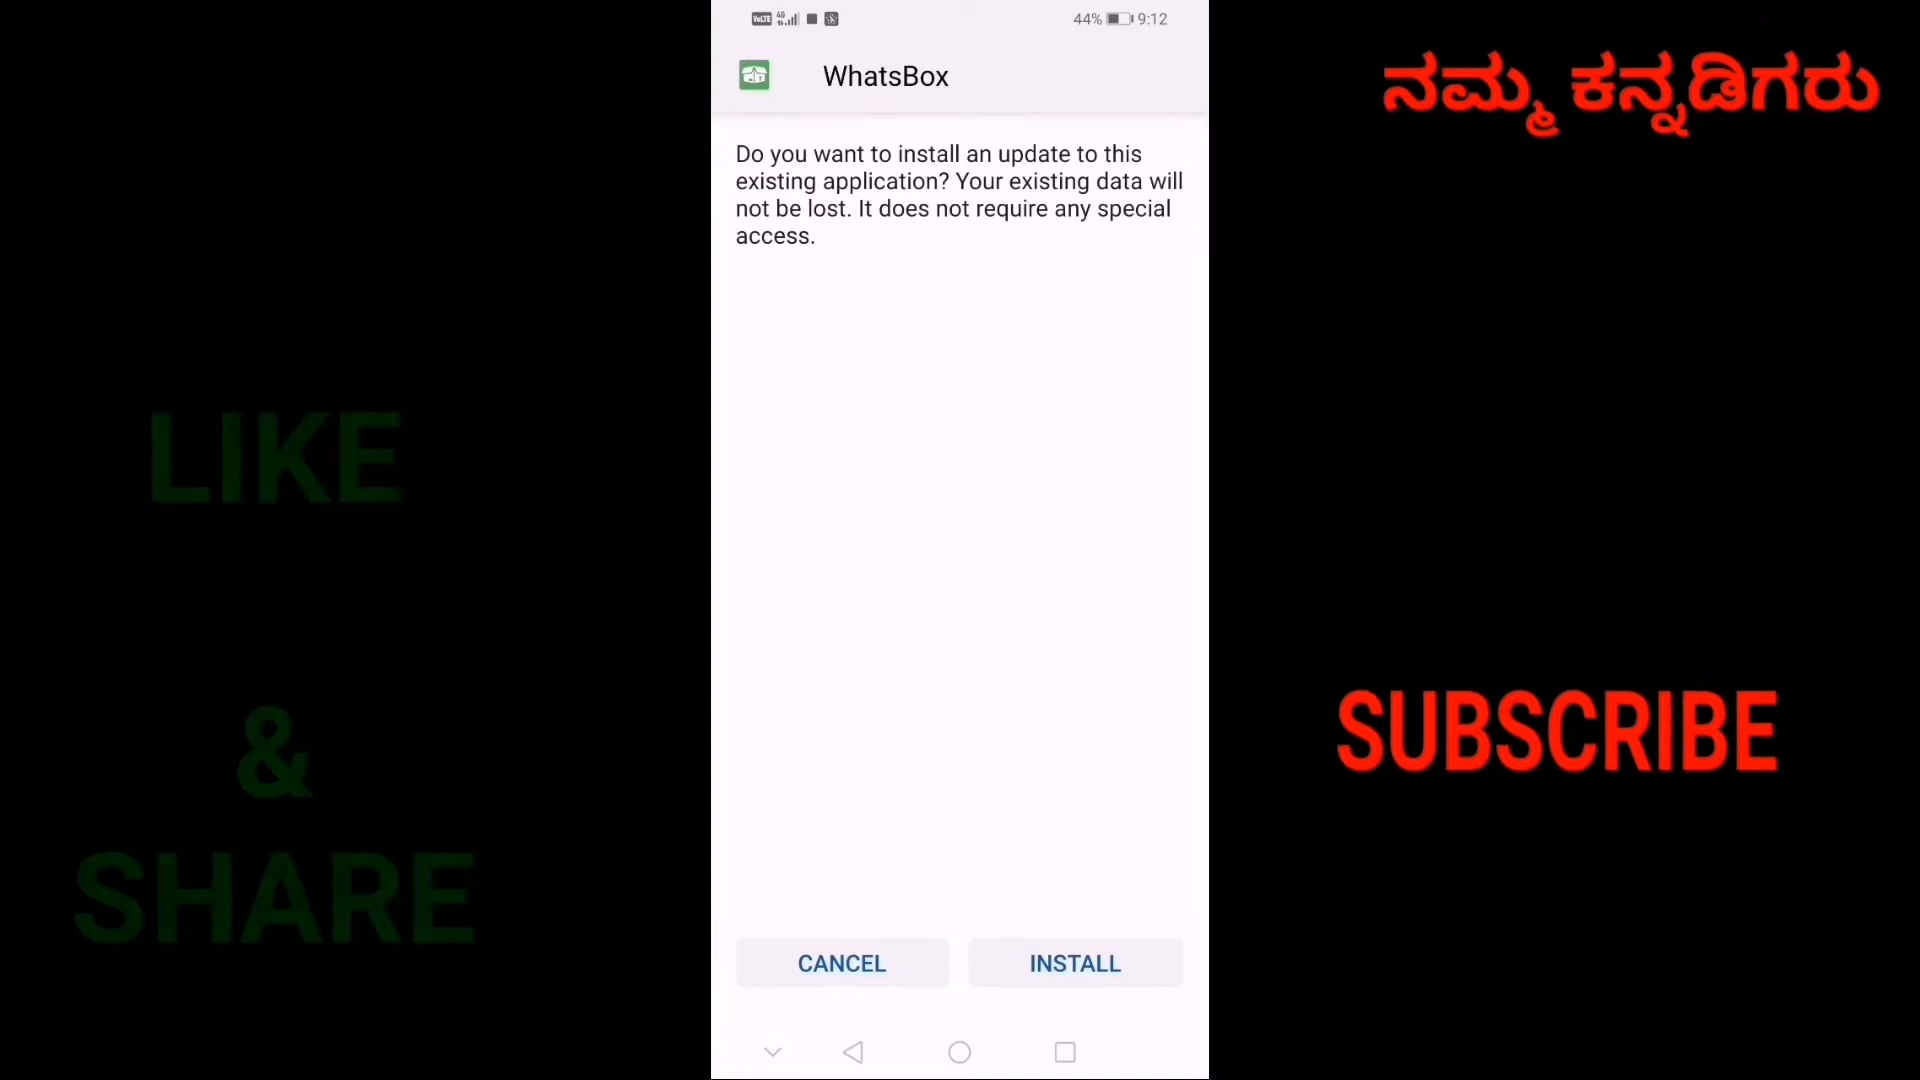 VoLTE 4G 44% 9:12
WhatsBox
ನಮ್ಮ ಕನ್ನಡಿಗರು
Do you want to install an update to this
existing application? Your existing data will
not be lost. It does not require any special
access.
LIKE
&
SHARE
SUBSCRIBE
CANCEL INSTALL